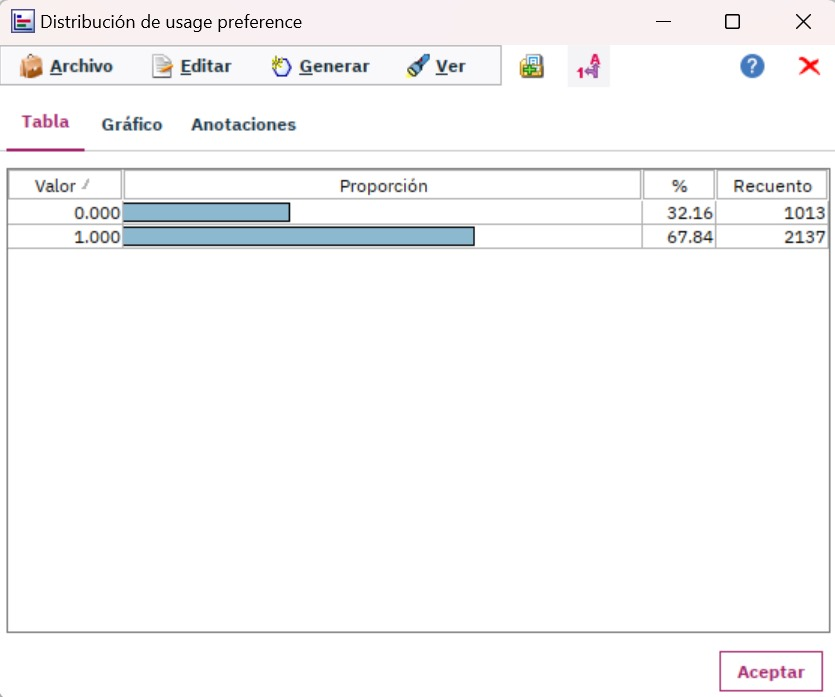 Distribución de usage preference
Archivo Editar Generar Ver
Tabla Gráfico Anotaciones
Valor Proporción % Recuento
0.000 32.16 1013
1.000 67.84 2137
Aceptar